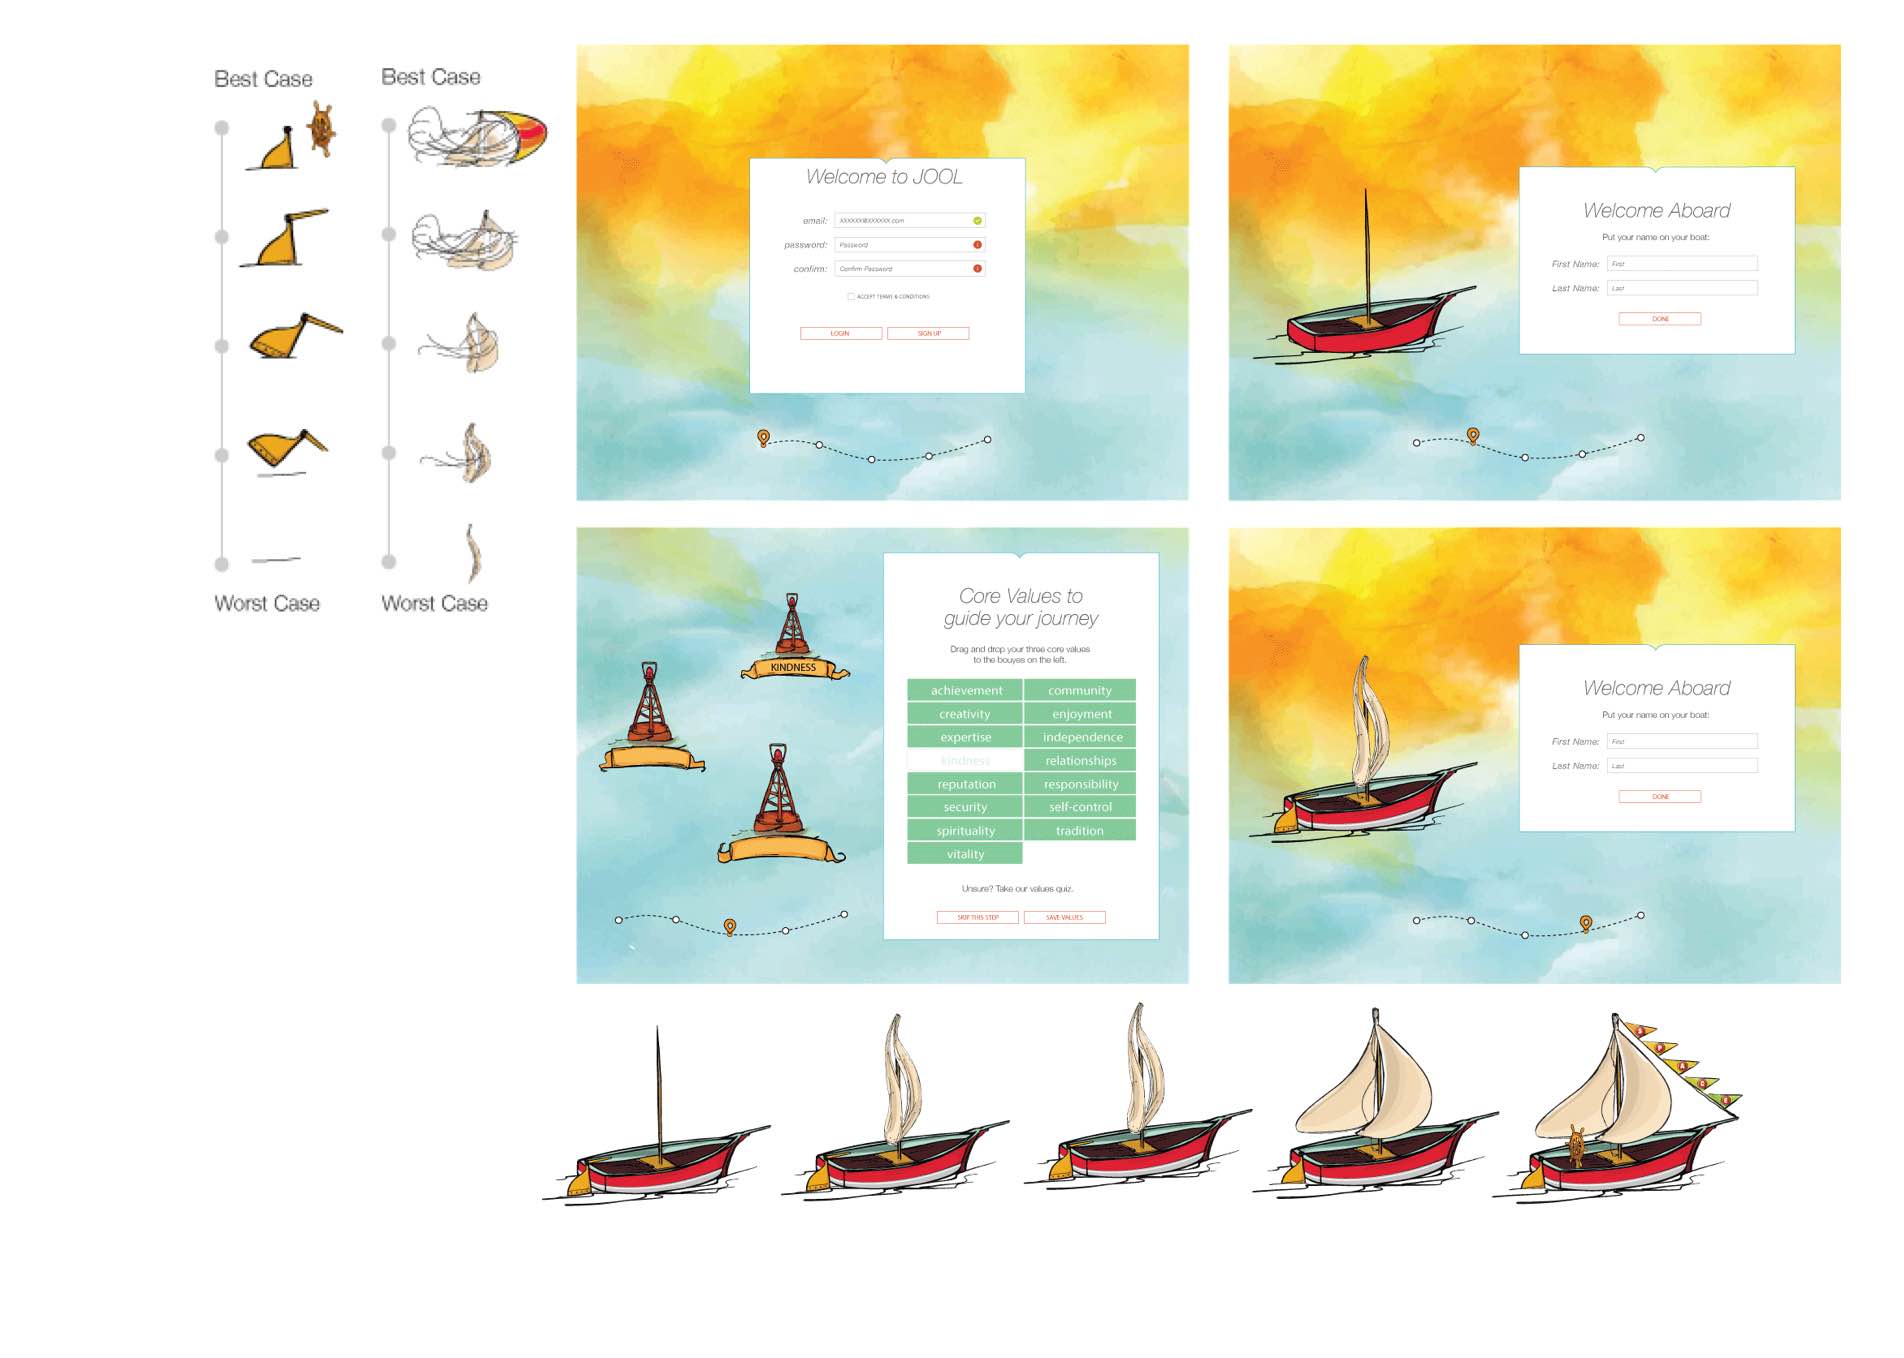 Best Case
Worst Case
Best Case
Worst Case
Welcome to JOOL
email:
XXXXXX@XXXXXX.com
password:
Password
confirm:
Confirm Password
ACCEPT TERMS & CONDITIONS
LOGIN
SIGN UP
Welcome Aboard
Put your name on your boat:
First Name:
First
Last Name:
Last
DONE
KINDNESS
Core Values to
guide your journey
Drag and drop your three core values
to the bouyes on the left.
achievement
community
creativity
enjoyment
expertise
independence
kindness
relationships
reputation
responsibility
security
self-control
spirituality
tradition
vitality
Unsure? Take our values quiz.
SKIP THIS STEP
SAVE VALUES
Welcome Aboard
Put your name on your boat:
First Name:
First
Last Name:
Last
DONE
S
P
A
C
E